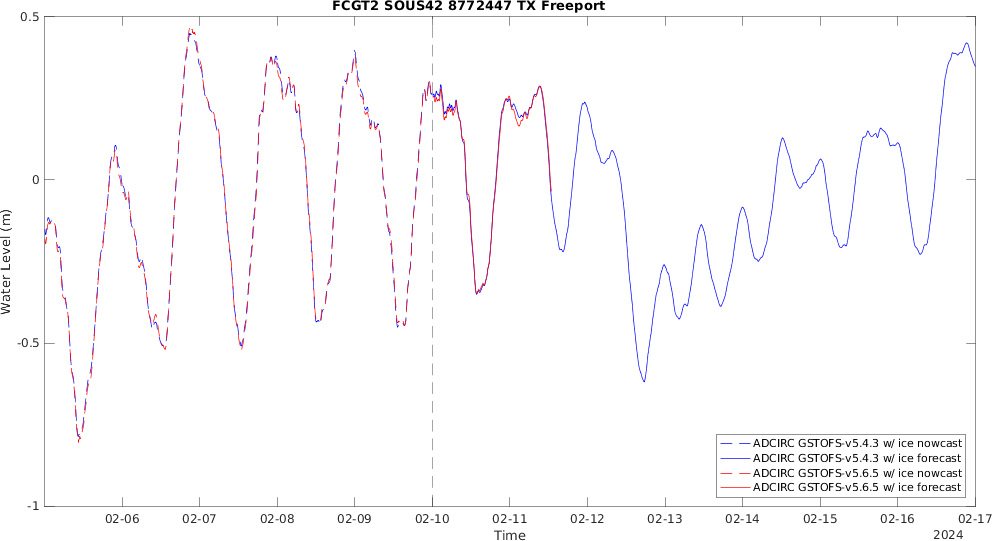 FCGT2 SOUS42 8772447 TX Freeport
0.5
0
-0.5
-1
Water Level (m)
02-06 02-07 02-08 02-09 02-10 02-11 02-12 02-13 02-14 02-15 02-16 02-17
Time
2024
ADCIRC GSTOFS-v5.4.3 w/ ice nowcast
ADCIRC GSTOFS-v5.4.3 w/ ice forecast
ADCIRC GSTOFS-v5.6.5 w/ ice nowcast
ADCIRC GSTOFS-v5.6.5 w/ ice forecast